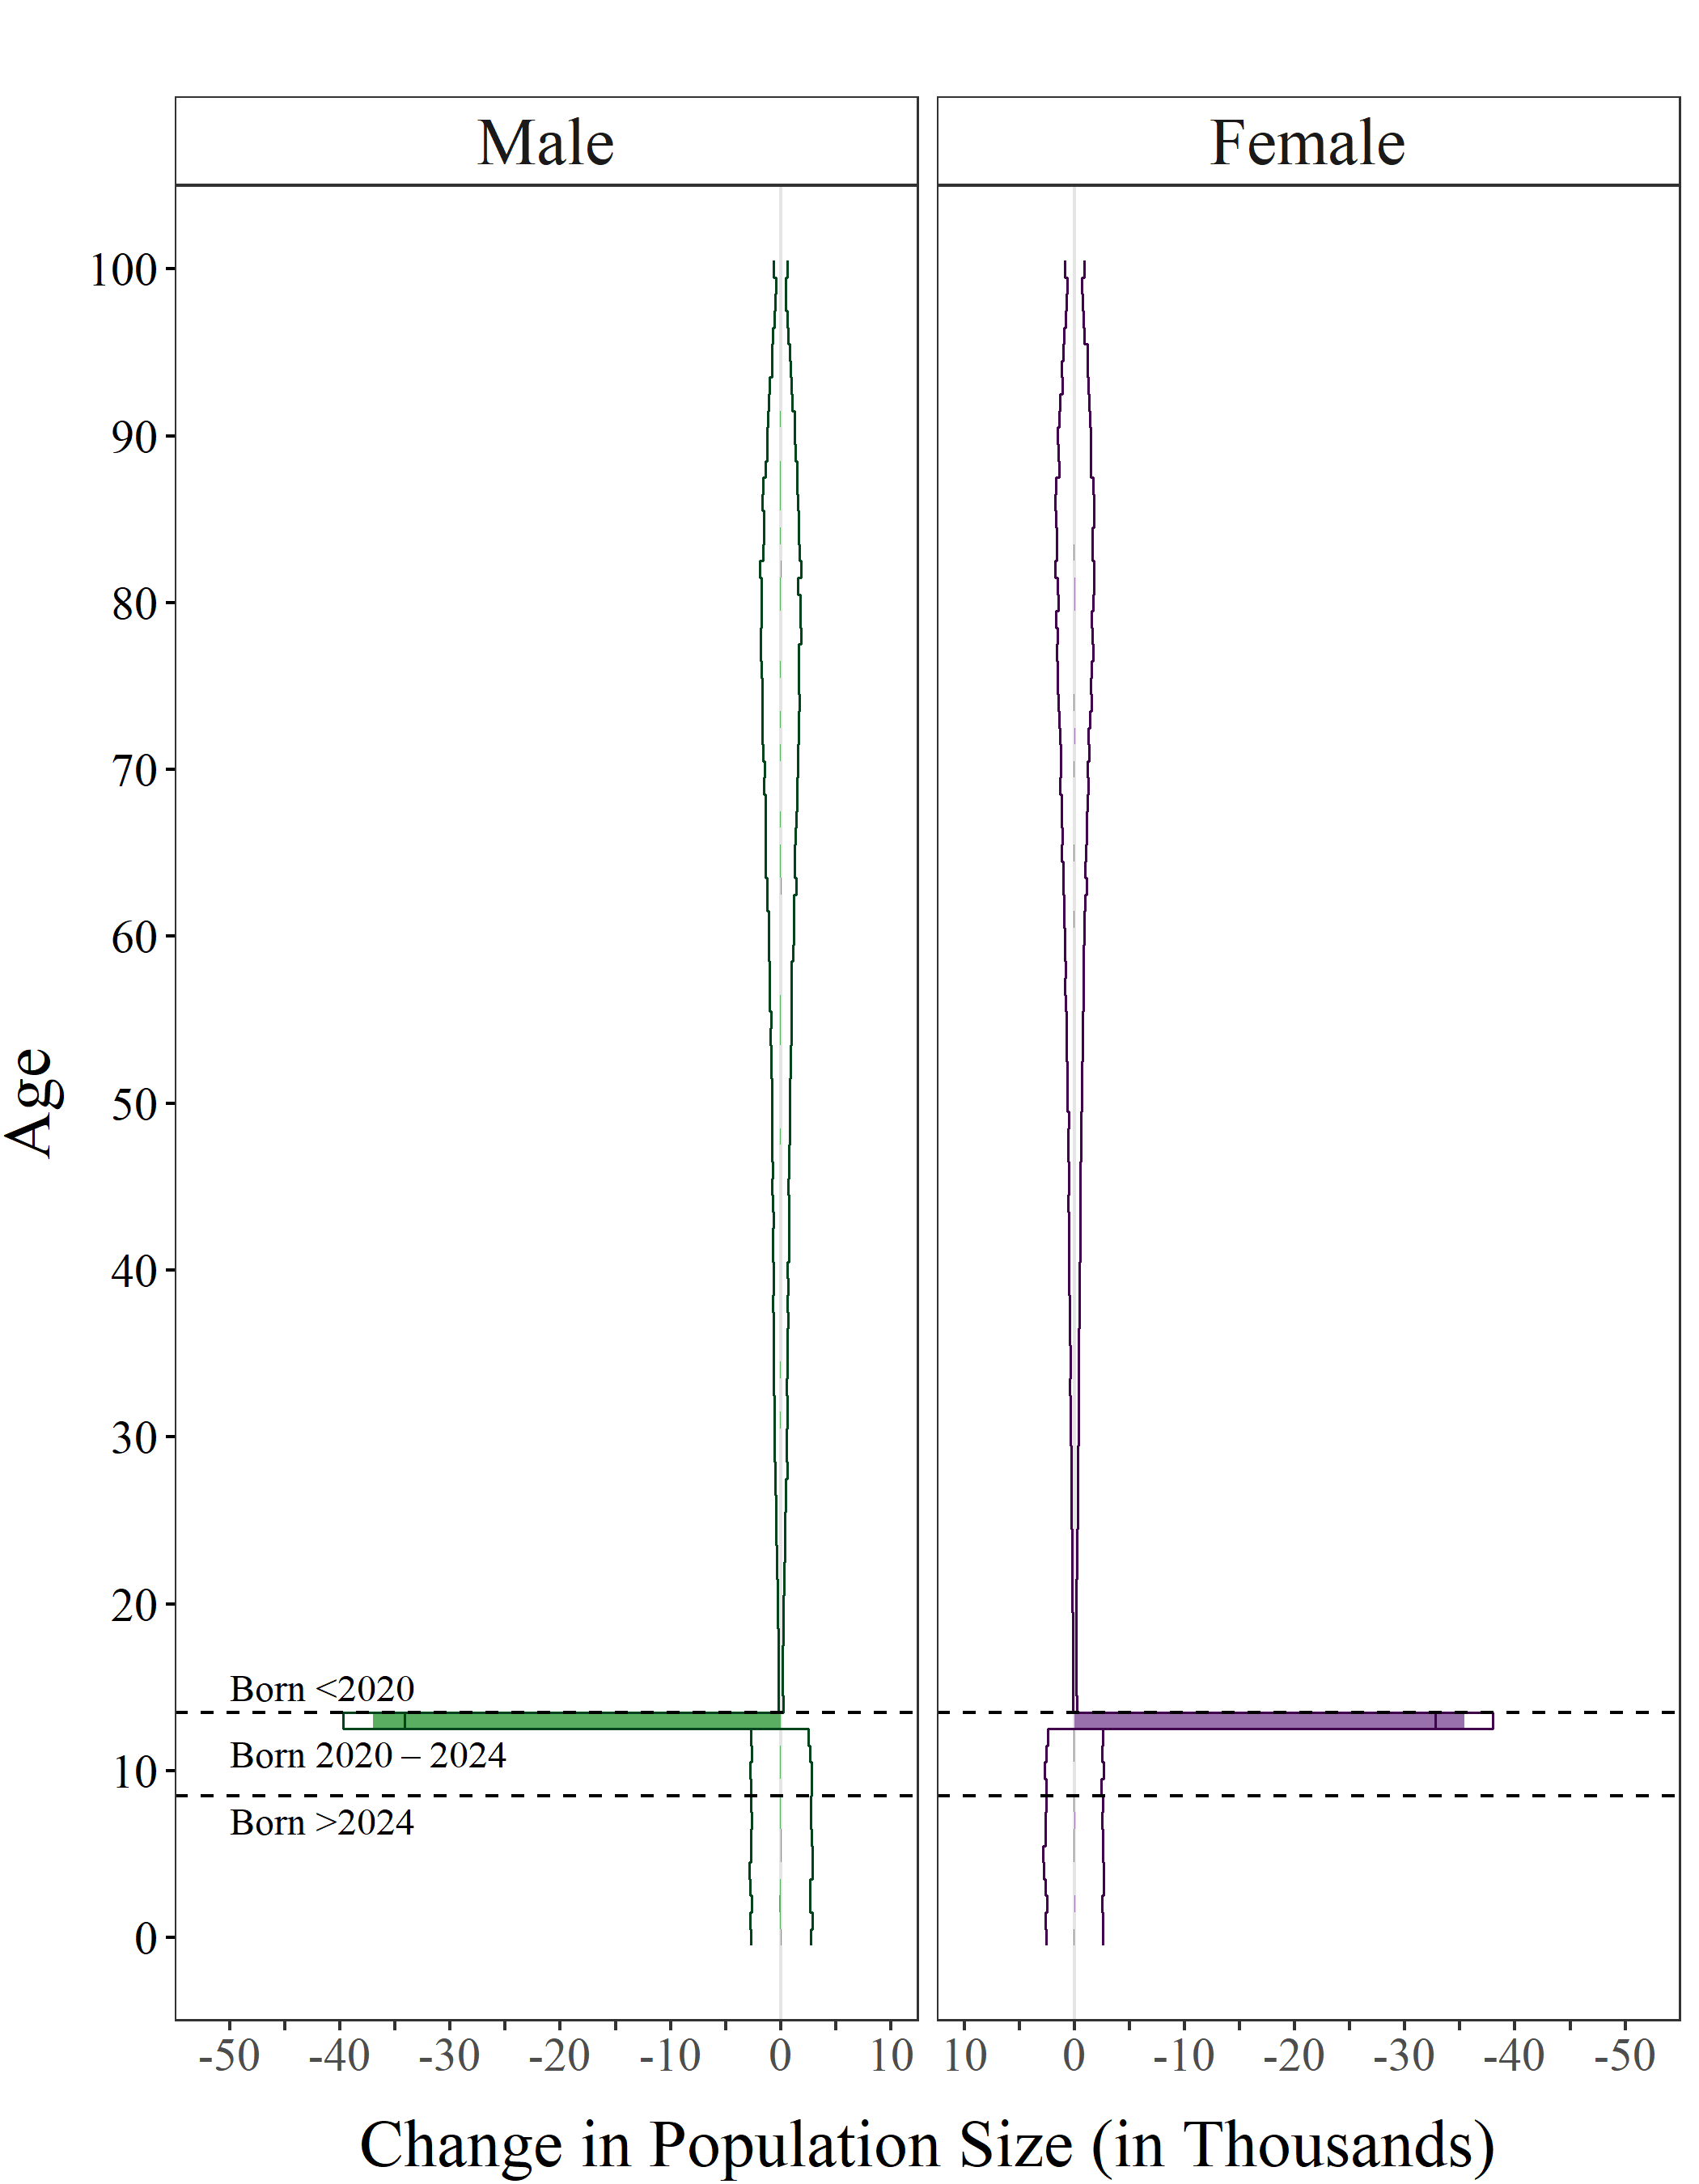 Male
Female
Age
100
90
80
70
60
50
40
30
20
10
0
Born <2020
Born 2020 – 2024
Born >2024
-50 -40 -30 -20 -10 0 10
10 0 -10 -20 -30 -40 -50
Change in Population Size (in Thousands)